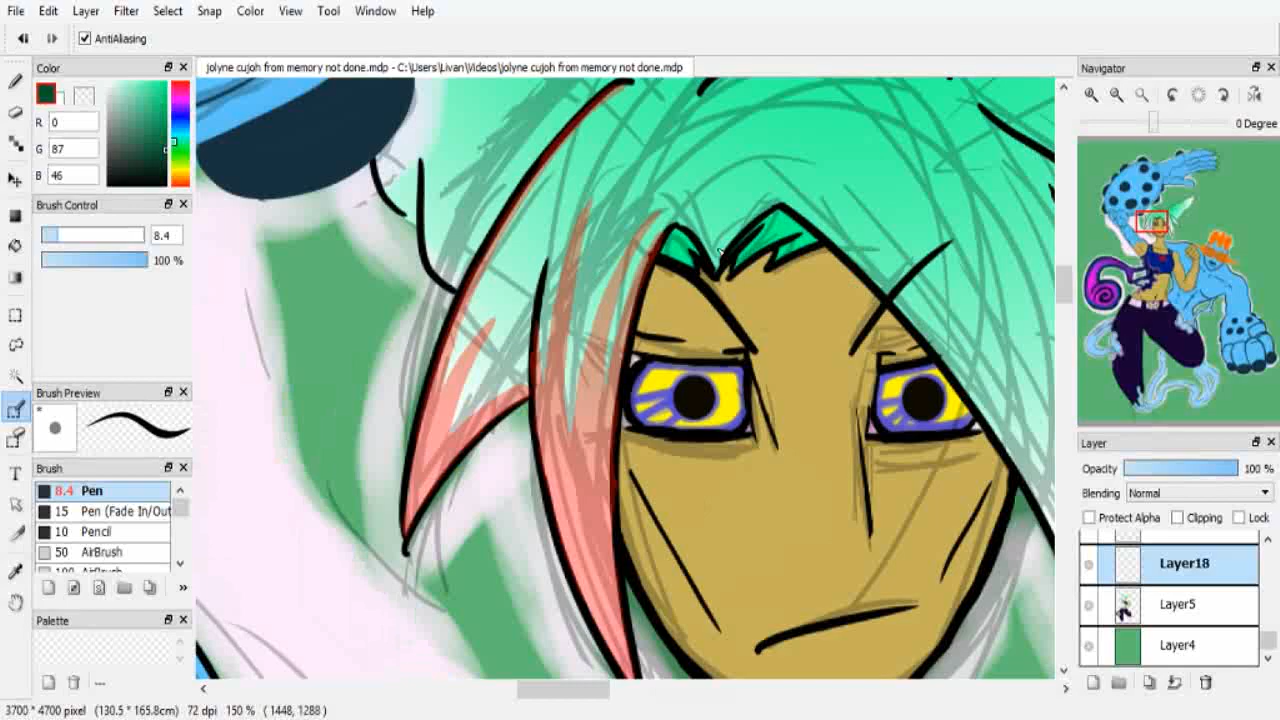 File Edit Layer Filter Select Snap Color View Tool Window Help
AntiAliasing
Color
jolyne cujoh from memory not done.mdp - C:\Users\Livan\Videos\jolyne cujoh from memory not done.mdp
Navigator
R 0
G 87
B 46
0 Degree
Brush Control
8.4
100 %
Brush Preview
Brush
8.4 Pen
15 Pen (Fade In/Out
10 Pencil
50 AirBrush
100 AirBrush
Palette
Layer
Opacity 100 %
Blending Normal
Protect Alpha Clipping Lock
Layer18
Layer5
Layer4
3700 * 4700 pixel (130.5 * 165.8cm) 72 dpi 150 % ( 1448, 1288 )